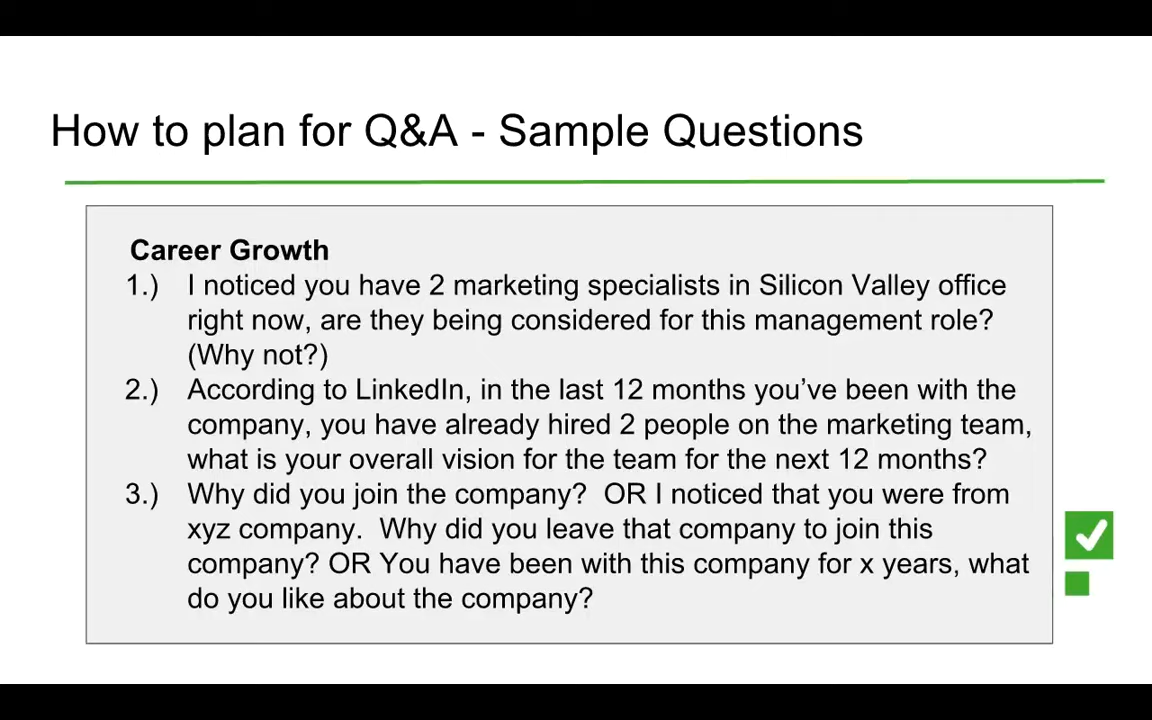 How to plan for Q&A - Sample Questions
Career Growth
1.) I noticed you have 2 marketing specialists in Silicon Valley office
right now, are they being considered for this management role?
(Why not?)
2.) According to LinkedIn, in the last 12 months you’ve been with the
company, you have already hired 2 people on the marketing team,
what is your overall vision for the team for the next 12 months?
3.) Why did you join the company?  OR I noticed that you were from
xyz company.  Why did you leave that company to join this
company? OR You have been with this company for x years, what
do you like about the company?